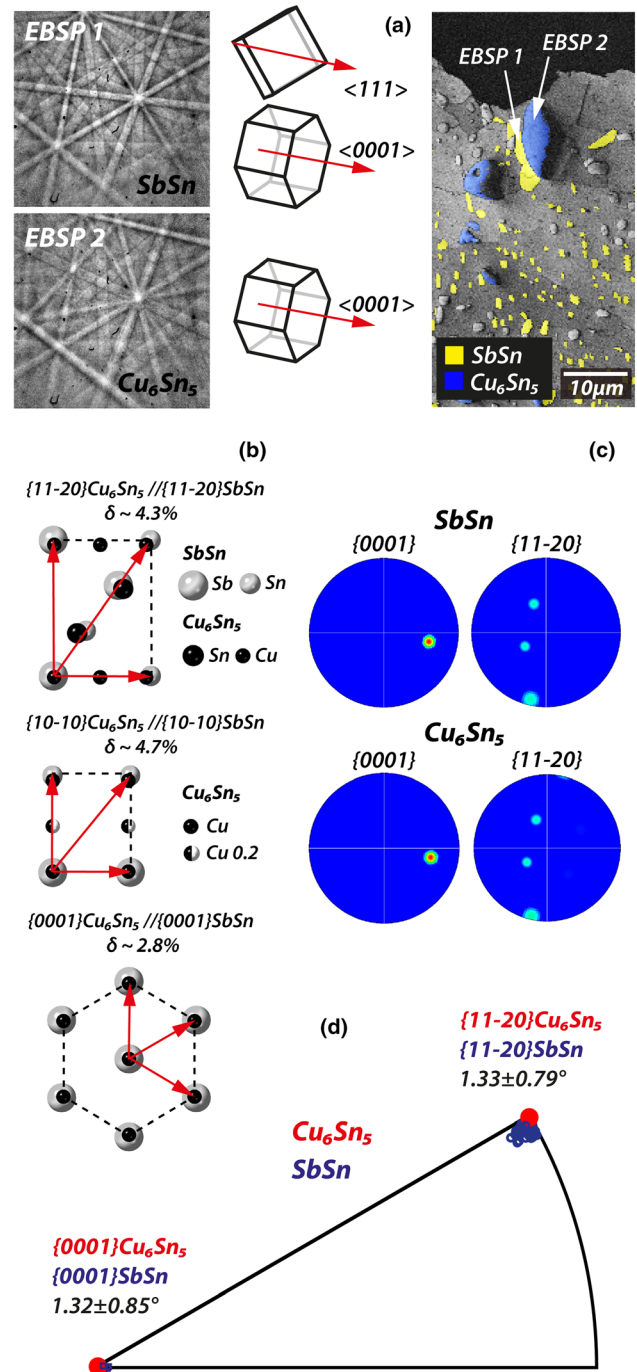 EBSP 1
SbSn
EBSP 2
Cu₆Sn₅
<111>
<0001>
<0001>
(a)
EBSP 1
EBSP 2
SbSn
Cu₆Sn₅
10μm
(b)
{11-20}Cu₆Sn₅ //{11-20}SbSn
δ ~ 4.3%
SbSn
Sb
Sn
Cu₆Sn₅
Sn
Cu
{10-10}Cu₆Sn₅ //{10-10}SbSn
δ ~ 4.7%
Cu₆Sn₅
Cu
Cu 0.2
{0001}Cu₆Sn₅ //{0001}SbSn
δ ~ 2.8%
(c)
SbSn
{0001}
{11-20}
Cu₆Sn₅
{0001}
{11-20}
(d)
{11-20}Cu₆Sn₅
{11-20}SbSn
1.33±0.79°
Cu₆Sn₅
SbSn
{0001}Cu₆Sn₅
{0001}SbSn
1.32±0.85°